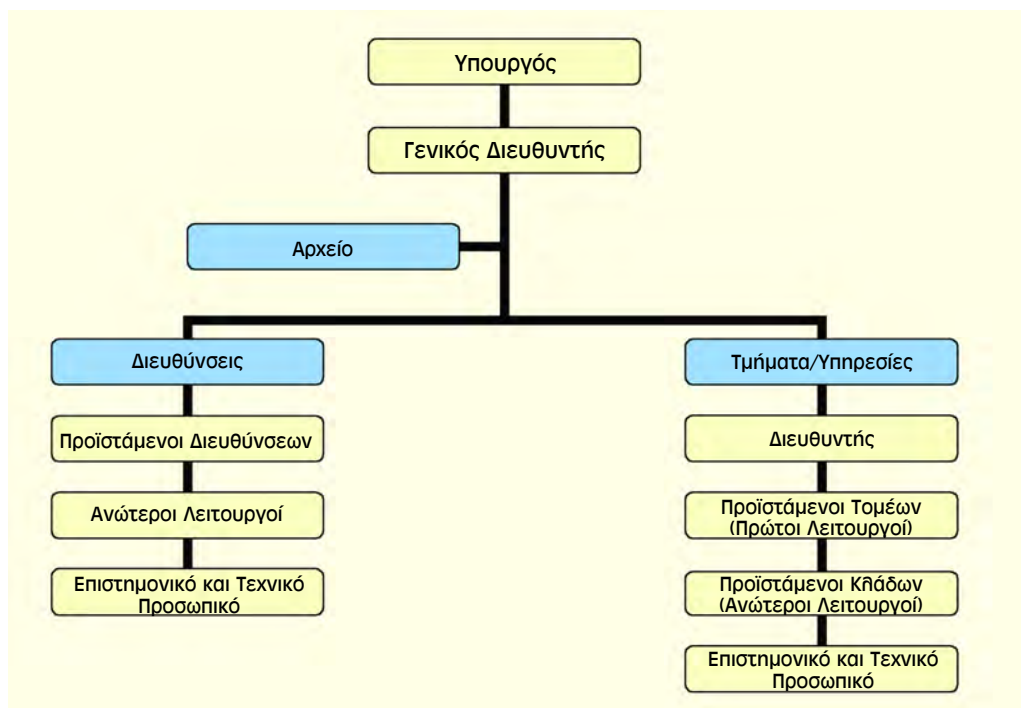 Υπουργός
Γενικός Διευθυντής
Αρχείο
Διευθύνσεις
Προϊστάμενοι Διευθύνσεων
Ανώτεροι Λειτουργοί
Επιστημονικό και Τεχνικό
Προσωπικό
Τμήματα/Υπηρεσίες
Διευθυντής
Προϊστάμενοι Τομέων
(Πρώτοι Λειτουργοί)
Προϊστάμενοι Κλάδων
(Ανώτεροι Λειτουργοί)
Επιστημονικό και Τεχνικό
Προσωπικό